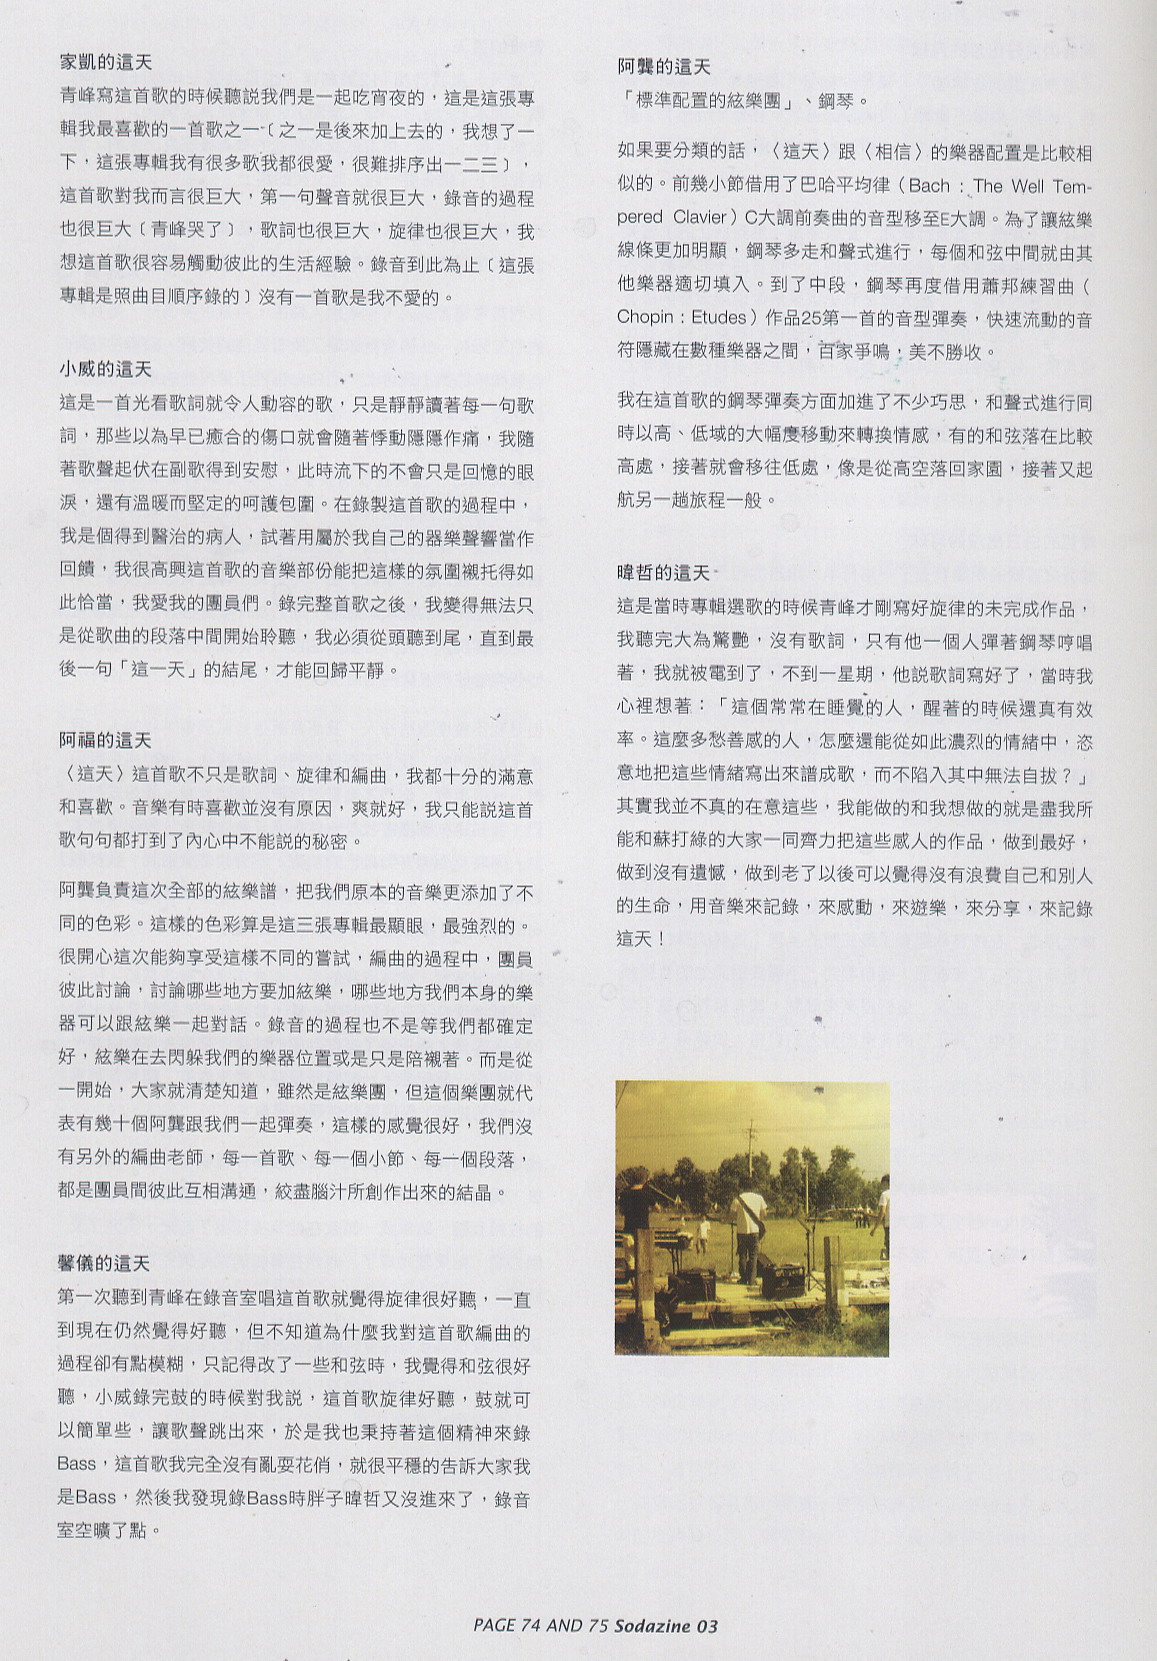 家凱的這天
青峰寫這首歌的時候聽說我們是一起吃宵夜的，這是這張專
輯我最喜歡的一首歌之一〔之一是後來加上去的，我想了一
下，這張專輯我有很多歌我都很愛，很難排序出一二三〕，
這首歌對我而言很巨大，第一句聲音就很巨大，錄音的過程
也很巨大〔青峰哭了〕，歌詞也很巨大，旋律也很巨大，我
想這首歌很容易觸動彼此的生活經驗。錄音到此為止〔這張
專輯是照曲目順序錄的〕沒有一首歌是我不愛的。
小威的這天
這是一首光看歌詞就令人動容的歌，只是靜靜讀著每一句歌
詞，那些以為早已癒合的傷口就會隨著悸動隱隱作痛，我隨
著歌聲起伏在副歌得到安慰，此時流下的不會只是回憶的眼
淚，還有溫暖而堅定的呵護包圍。在錄製這首歌的過程中，
我是個得到醫治的病人，試著用屬於我自己的器樂聲響當作
回饋，我很高興這首歌的音樂部份能把這樣的氛圍襯托得如
此恰當，我愛我的團員們。錄完整首歌之後，我變得無法只
是從歌曲的段落中間開始聆聽，我必須從頭聽到尾，直到最
後一句「這一天」的結尾，才能回歸平靜。
阿福的這天
〈這天〉這首歌不只是歌詞、旋律和編曲，我都十分的滿意
和喜歡。音樂有時喜歡並沒有原因，爽就好，我只能說這首
歌句句都打到了內心中不能說的秘密。
阿龔負責這次全部的絃樂譜，把我們原本的音樂更添加了不
同的色彩。這樣的色彩算是這三張專輯最顯眼，最強烈的。
很開心這次能夠享受這樣不同的嘗試，編曲的過程中，團員
彼此討論，討論哪些地方要加絃樂，哪些地方我們本身的樂
器可以跟絃樂一起對話。錄音的過程也不是等我們都確定
好，絃樂在去閃躲我們的樂器位置或是只是陪襯著。而是從
一開始，大家就清楚知道，雖然是絃樂團，但這個樂團就代
表有幾十個阿龔跟我們一起彈奏，這樣的感覺很好，我們沒
有另外的編曲老師，每一首歌、每一個小節、每一個段落，
都是團員間彼此互相溝通，絞盡腦汁所創作出來的結晶。
馨儀的這天
第一次聽到青峰在錄音室唱這首歌就覺得旋律很好聽，一直
到現在仍然覺得好聽，但不知道為什麼我對這首歌編曲的
過程卻有點模糊，只記得改了一些和弦時，我覺得和弦很好
聽，小威錄完鼓的時候對我說，這首歌旋律好聽，鼓就可
以簡單些，讓歌聲跳出來，於是我也秉持著這個精神來錄
Bass，這首歌我完全沒有亂耍花俏，就很平穩的告訴大家我
是Bass，然後我發現錄Bass時胖子暐哲又沒進來了，錄音
室空曠了點。
阿龔的這天
「標準配置的絃樂團」、鋼琴。
如果要分類的話，〈這天〉跟〈相信〉的樂器配置是比較相
似的。前幾小節借用了巴哈平均律（Bach：The Well Tem-
pered Clavier）C大調前奏曲的音型移至E大調。為了讓絃樂
線條更加明顯，鋼琴多走和聲式進行，每個和弦中間就由其
他樂器適切填入。到了中段，鋼琴再度借用蕭邦練習曲（
Chopin：Etudes）作品25第一首的音型彈奏，快速流動的音
符隱藏在數種樂器之間，百家爭鳴，美不勝收。
我在這首歌的鋼琴彈奏方面加進了不少巧思，和聲式進行同
時以高、低域的大幅度移動來轉換情感，有的和弦落在比較
高處，接著就會移往低處，像是從高空落回家園，接著又起
航另一趟旅程一般。
暐哲的這天
這是當時專輯選歌的時候青峰才剛寫好旋律的未完成作品，
我聽完大為驚艷，沒有歌詞，只有他一個人彈著鋼琴哼唱
著，我就被電到了，不到一星期，他說歌詞寫好了，當時我
心裡想著：「這個常常在睡覺的人，醒著的時候還真有效
率。這麼多愁善感的人，怎麼還能從如此濃烈的情緒中，恣
意地把這些情緒寫出來譜成歌，而不陷入其中無法自拔？」
其實我並不真的在意這些，我能做的和我想做的就是盡我所
能和蘇打綠的大家一同齊力把這些感人的作品，做到最好，
做到沒有遺憾，做到老了以後可以覺得沒有浪費自己和別人
的生命，用音樂來記錄，來感動，來遊樂，來分享，來記錄
這天！
PAGE 74 AND 75 Sodazine 03